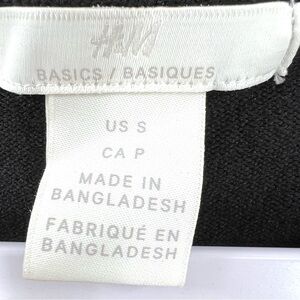 H&M
BASICS / BASIQUES
US S
CA P
MADE IN
BANGLADESH
FABRIQUÉ EN
BANGLADESH